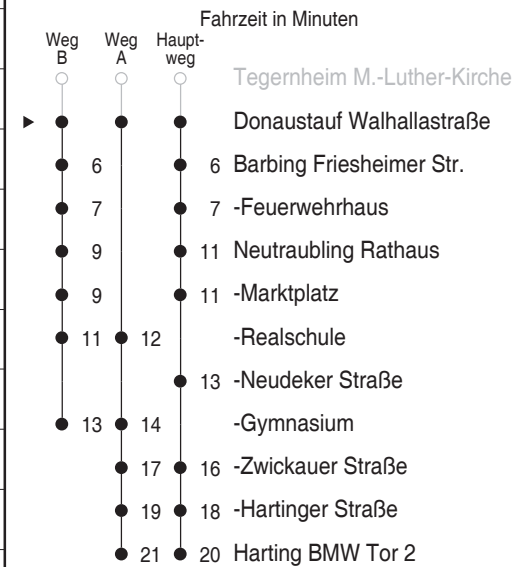 Fahrzeit in Minuten
Weg B Weg A Haupt-weg
Tegernheim M.-Luther-Kirche
Donaustauf Walhallastraße
6 6 Barbing Friesheimer Str.
7 7 -Feuerwehrhaus
9 11 Neutraubling Rathaus
9 11 -Marktplatz
11 12 -Realschule
13 -Neudeker Straße
13 14 -Gymnasium
17 16 -Zwickauer Straße
19 18 -Hartinger Straße
21 20 Harting BMW Tor 2